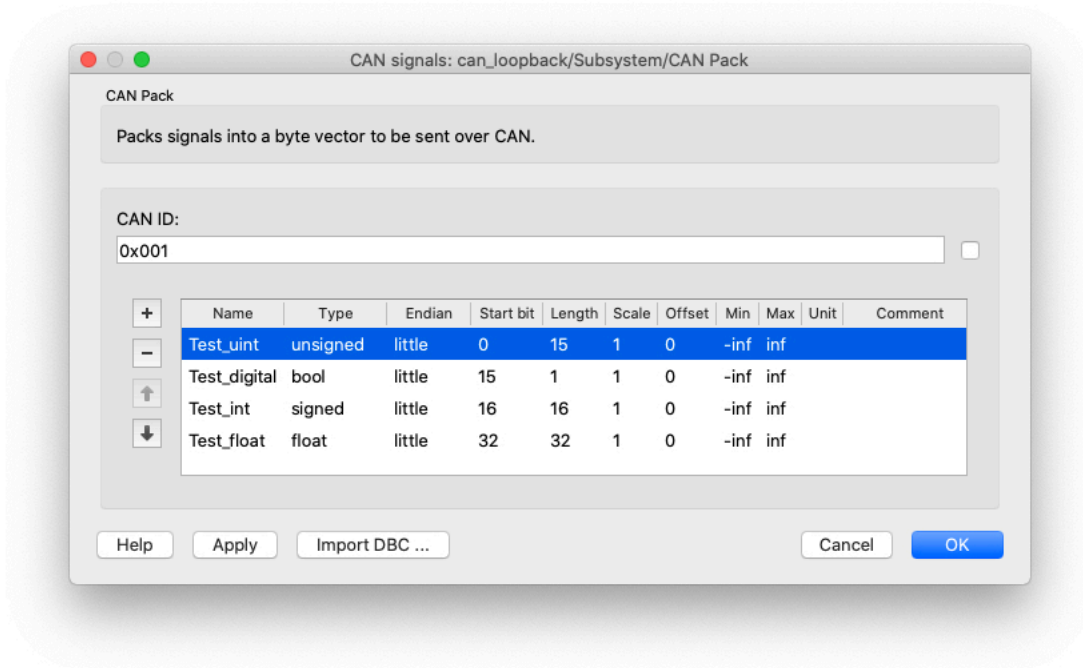 CAN signals: can_loopback/Subsystem/CAN Pack
CAN Pack
Packs signals into a byte vector to be sent over CAN.
CAN ID:
0x001
+ Name Type Endian Start bit Length Scale Offset Min Max Unit Comment
Test_uint unsigned little 0 15 1 0 -inf inf
− Test_digital bool little 15 1 1 0 -inf inf
Test_int signed little 16 16 1 0 -inf inf
Test_float float little 32 32 1 0 -inf inf
Help Apply Import DBC ... Cancel OK